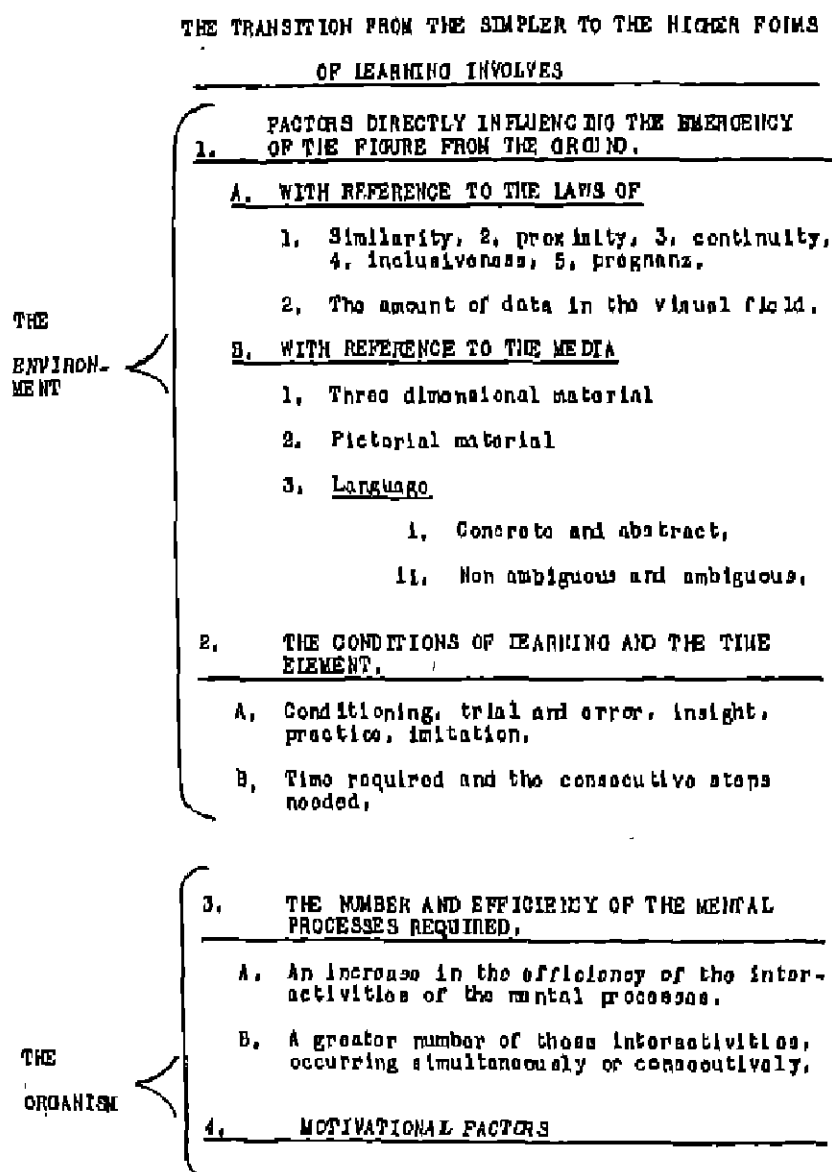 THE TRANSITION FROM THE SIMPLER TO THE HIGHER FORMS
OF LEARNING INVOLVES
1. FACTORS DIRECTLY INFLUENCING THE EMERGENCY
OF THE FIGURE FROM THE GROUND.
A. WITH REFERENCE TO THE LAWS OF
1. Similarity, 2, proximity, 3, continuity,
4, inclusiveness, 5, pregnanz.
2. The amount of data in the visual field.
THE
ENVIRON-
MENT
B. WITH REFERENCE TO THE MEDIA
1. Three dimensional material
2. Pictorial material
3. Language
i. Concrete and abstract.
ii. Non ambiguous and ambiguous.
2. THE CONDITIONS OF LEARNING AND THE TIME
ELEMENT.
A. Conditioning, trial and error, insight,
practice, imitation.
B. Time required and the consecutive steps
needed.
3. THE NUMBER AND EFFICIENCY OF THE MENTAL
PROCESSES REQUIRED.
A. An increase in the efficiency of the inter-
activities of the mental processes.
B. A greater number of those interactivities,
occurring simultaneously or consecutively.
THE
ORGANISM
4. MOTIVATIONAL FACTORS